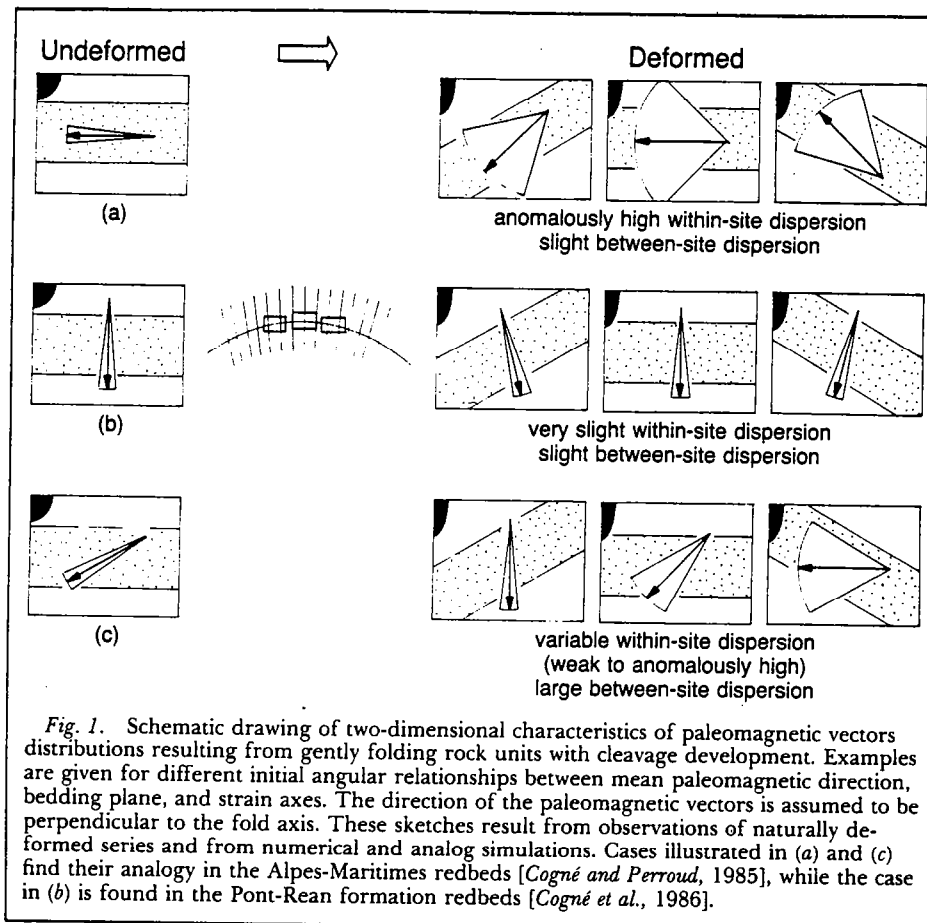 Undeformed
Deformed
(a)
anomalously high within-site dispersion
slight between-site dispersion
(b)
very slight within-site dispersion
slight between-site dispersion
(c)
variable within-site dispersion
(weak to anomalously high)
large between-site dispersion
Fig. 1. Schematic drawing of two-dimensional characteristics of paleomagnetic vectors
distributions resulting from gently folding rock units with cleavage development. Examples
are given for different initial angular relationships between mean paleomagnetic direction,
bedding plane, and strain axes. The direction of the paleomagnetic vectors is assumed to be
perpendicular to the fold axis. These sketches result from observations of naturally de-
formed series and from numerical and analog simulations. Cases illustrated in (a) and (c)
find their analogy in the Alpes-Maritimes redbeds [Cogné and Perroud, 1985], while the case
in (b) is found in the Pont-Rean formation redbeds [Cogné et al., 1986].